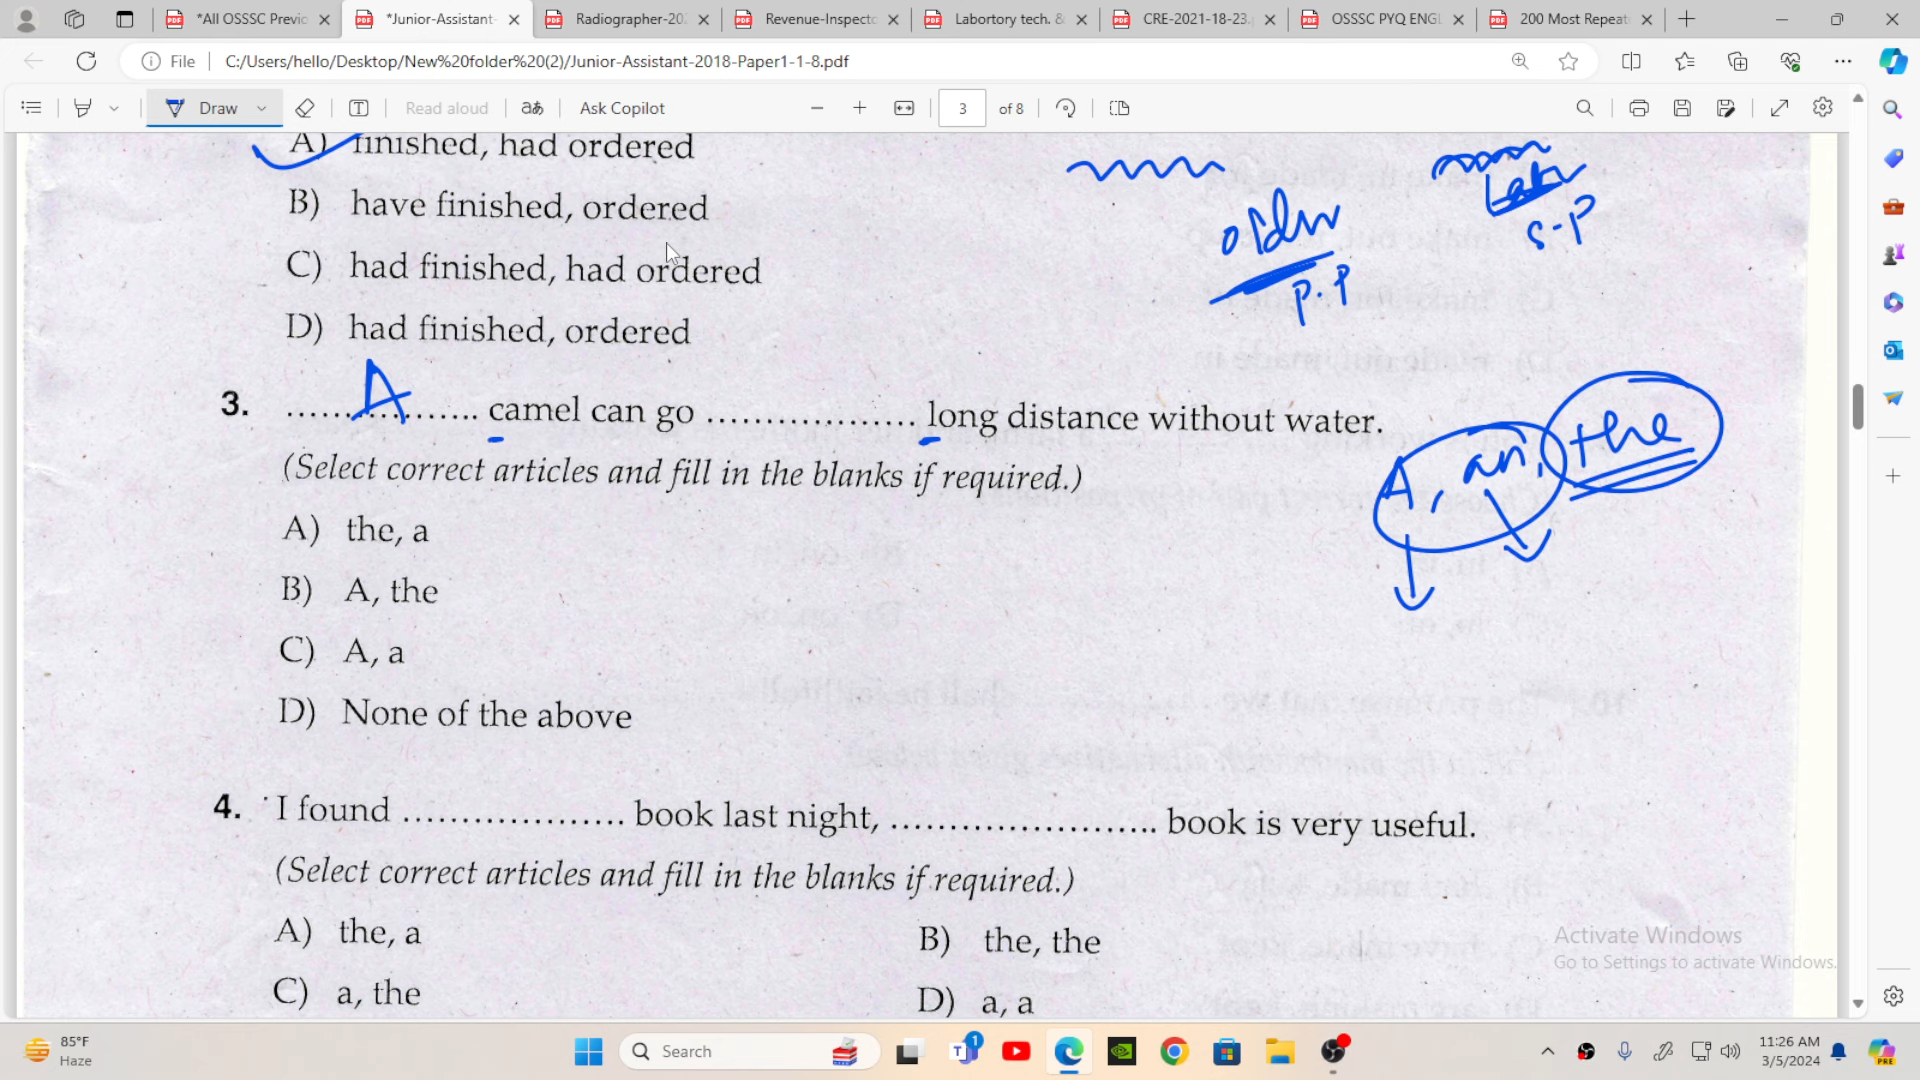 *All OSSSC Previo
*Junior-Assistant-
Radiographer-202
Revenue-Inspecto
Labortory tech. &
CRE-2021-18-23.
OSSSC PYQ ENGL
200 Most Repeat
File
C:/Users/hello/Desktop/New%20folder%20(2)/Junior-Assistant-2018-Paper1-1-8.pdf
Draw
Read aloud
aあ
Ask Copilot
3
of 8
A) finished, had ordered
B) have finished, ordered
C) had finished, had ordered
D) had finished, ordered
order
P.P
S-P
3. .................. A camel can go .................. long distance without water.
(Select correct articles and fill in the blanks if required.)
A, an, the
A) the, a
B) A, the
C) A, a
D) None of the above
4. I found ................... book last night, ....................... book is very useful.
(Select correct articles and fill in the blanks if required.)
A) the, a
B) the, the
C) a, the
D) a, a
Activate Windows
Go to Settings to activate Windows.
85°F
Haze
Search
1
11:26 AM
3/5/2024
PRE